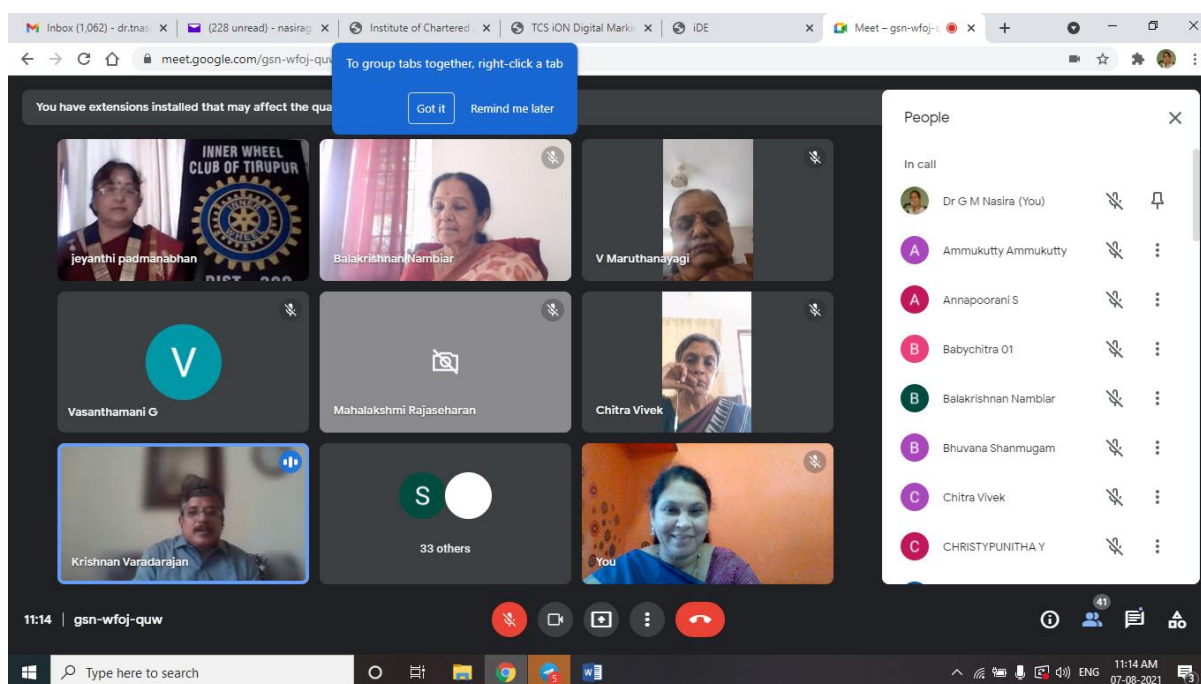 Inbox (1,062) - dr.tnas
(228 unread) - nasirag
Institute of Chartered
TCS iON Digital Markin
iDE
Meet – gsn-wfoj-q
meet.google.com/gsn-wfoj-qu
To group tabs together, right-click a tab
Got it
Remind me later
You have extensions installed that may affect the qua
INNER WHEEL
CLUB OF TIRUPUR
INNER
WHEEL
jeyanthi padmanabhan
Balakrishnan Nambiar
V Maruthanayagi
V
Vasanthamani G
Mahalakshmi Rajaseharan
Chitra Vivek
Krishnan Varadarajan
S
33 others
You
People
In call
Dr G M Nasira (You)
A
Ammukutty Ammukutty
A
Annapoorani S
B
Babychitra 01
B
Balakrishnan Nambiar
B
Bhuvana Shanmugam
C
Chitra Vivek
C
CHRISTYPUNITHA Y
11:14 | gsn-wfoj-quw
41
Type here to search
5
ENG
11:14 AM
07-08-2021
3